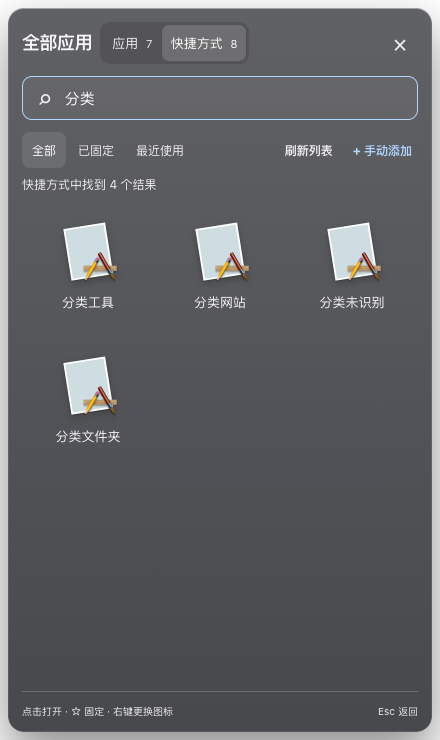 全部应用 应用 7 快捷方式 8 ×
分类
全部 已固定 最近使用 刷新列表 + 手动添加
快捷方式中找到 4 个结果
分类工具 分类网站 分类未识别
分类文件夹
点击打开 · ☆ 固定 · 右键更换图标 Esc 返回